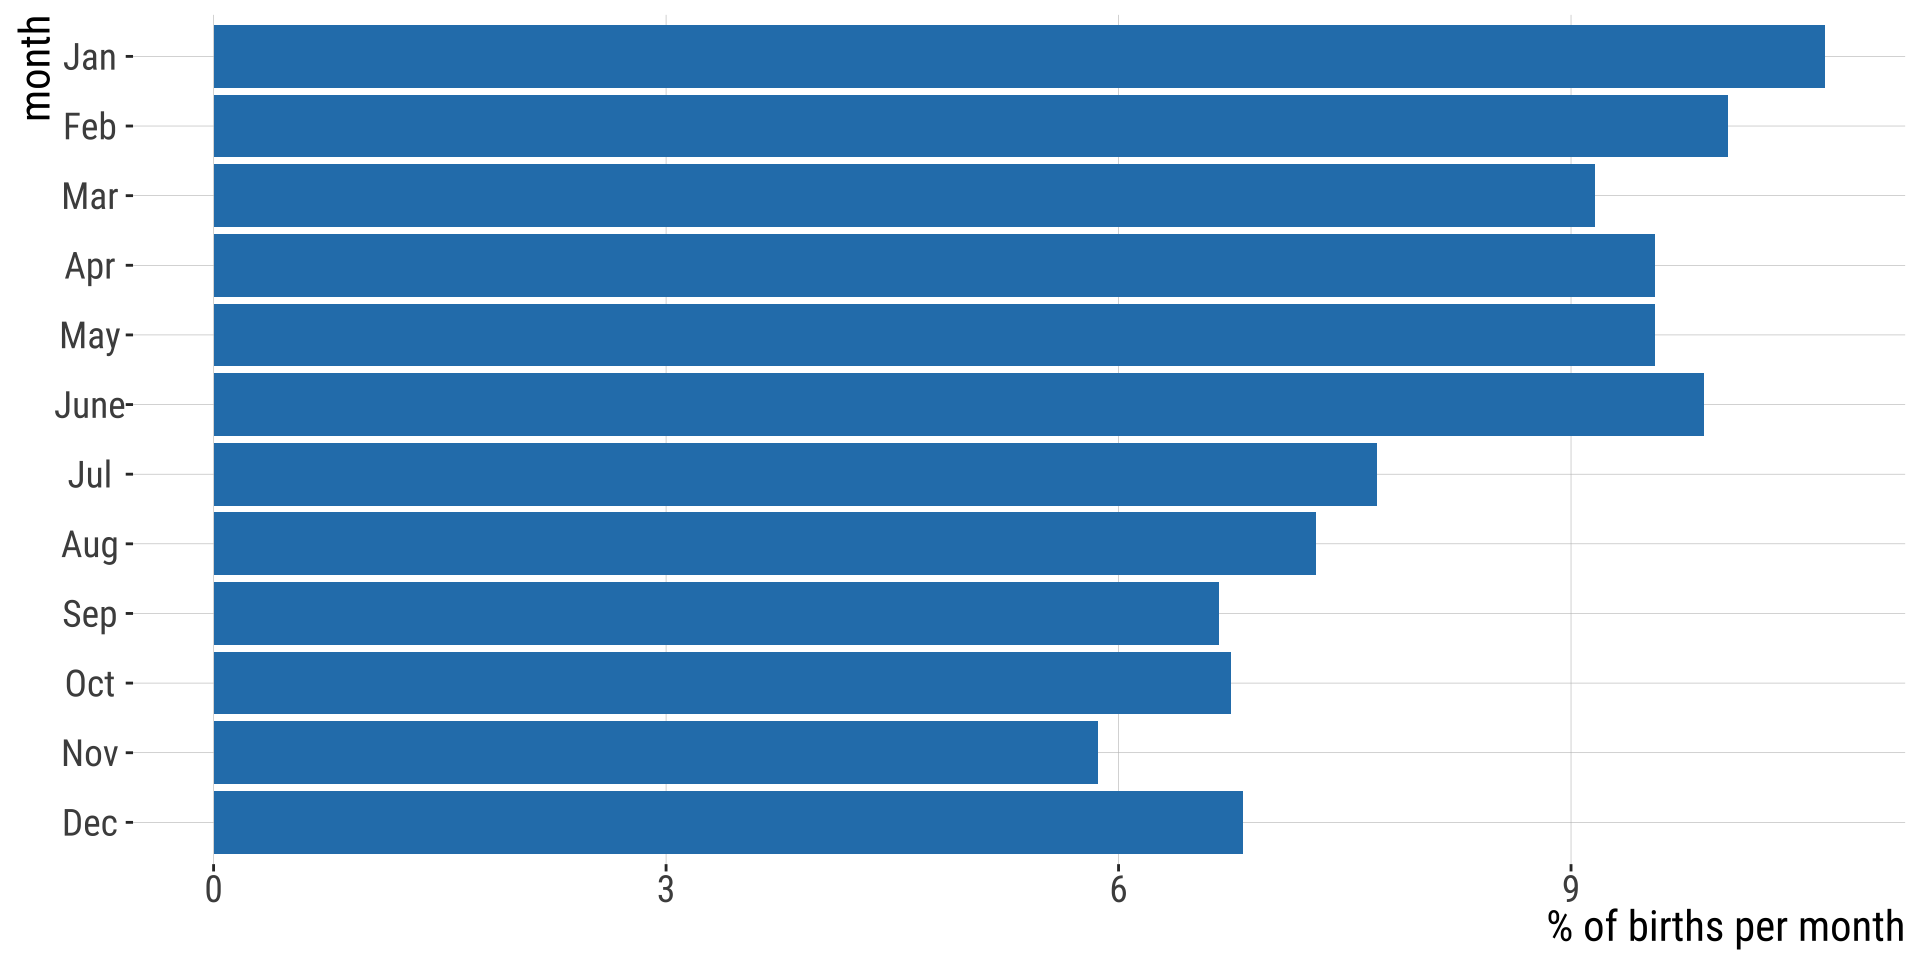 month
Jan
Feb
Mar
Apr
May
June
Jul
Aug
Sep
Oct
Nov
Dec
0 3 6 9
% of births per month